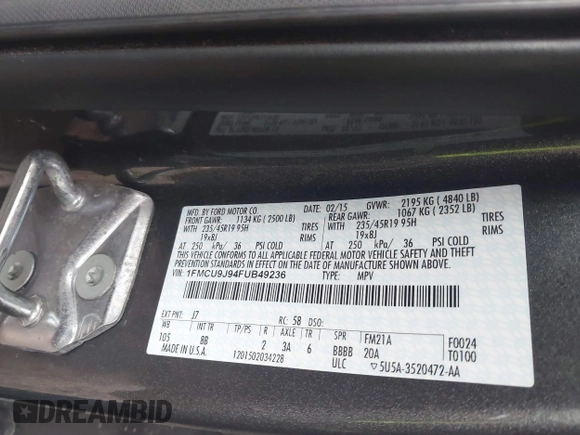 MFD. BY FORD MOTOR CO. 02/15 GVWR: 2195 KG ( 4840 LB)
FRONT GAWR: 1134 KG ( 2500 LB) REAR GAWR: 1067 KG ( 2352 LB)
WITH 235/45R19 95H TIRES WITH 235/45R19 95H TIRES
19x8J RIMS 19x8J RIMS
AT 250 kPa/ 36 PSI COLD AT 250 kPa/ 36 PSI COLD
THIS VEHICLE CONFORMS TO ALL APPLICABLE FEDERAL MOTOR VEHICLE SAFETY AND THEFT PREVENTION STANDARDS IN EFFECT ON
THE DATE OF MANUFACTURE SHOWN ABOVE.
VIN: 1FMCU9J94FUB49236 TYPE: MPV
EXT PNT: J7 RC: 58 DSO:
WB INT TR TP/PS R AXLE TR SPR FM21A F0024
105 BB 2 3A 6 BBBB 20A T0100
MADE IN U.S.A. 1201502034228 ULC 5U5A-3520472-AA
DREAMBID